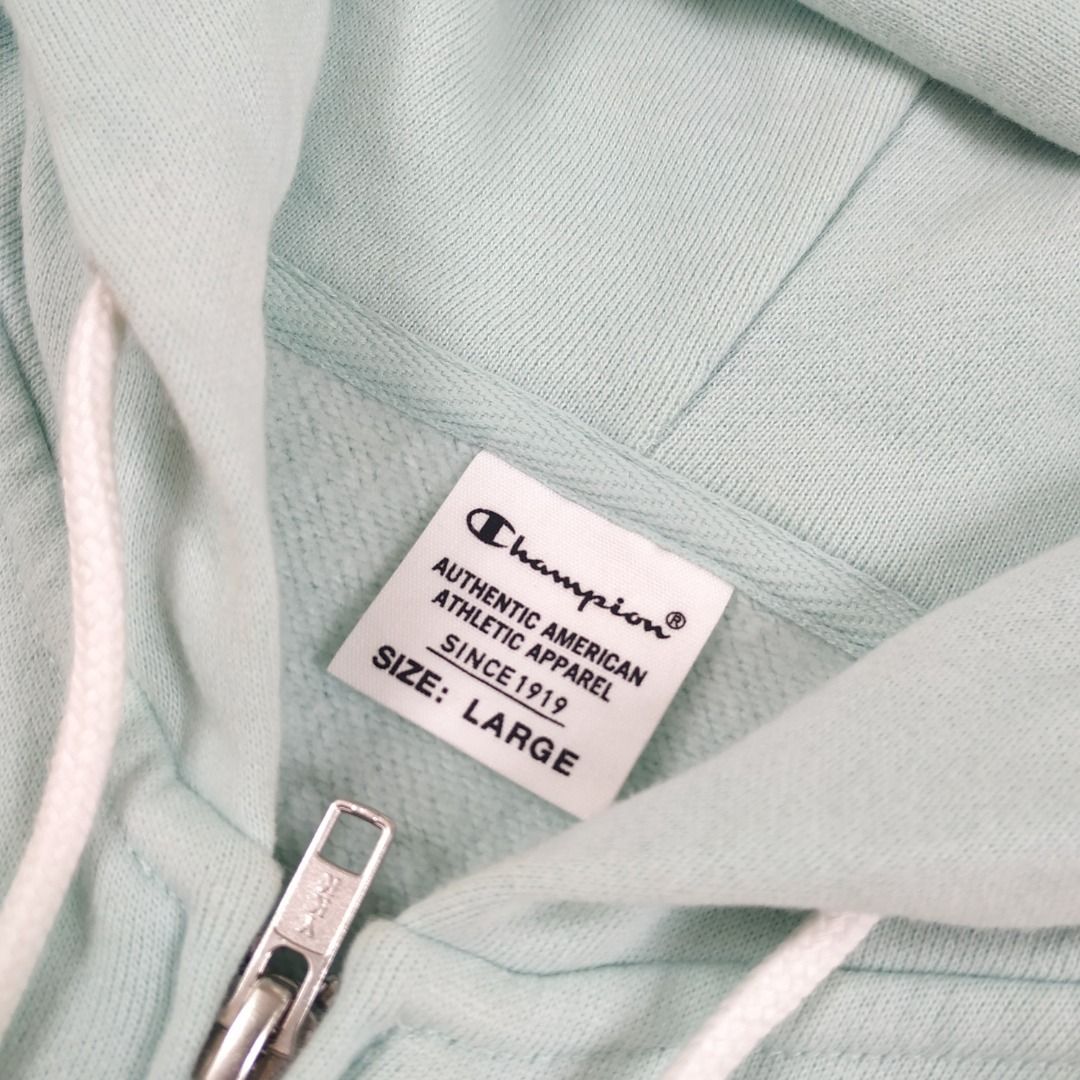 Champion®
AUTHENTIC AMERICAN
ATHLETIC APPAREL
SINCE 1919
SIZE: LARGE